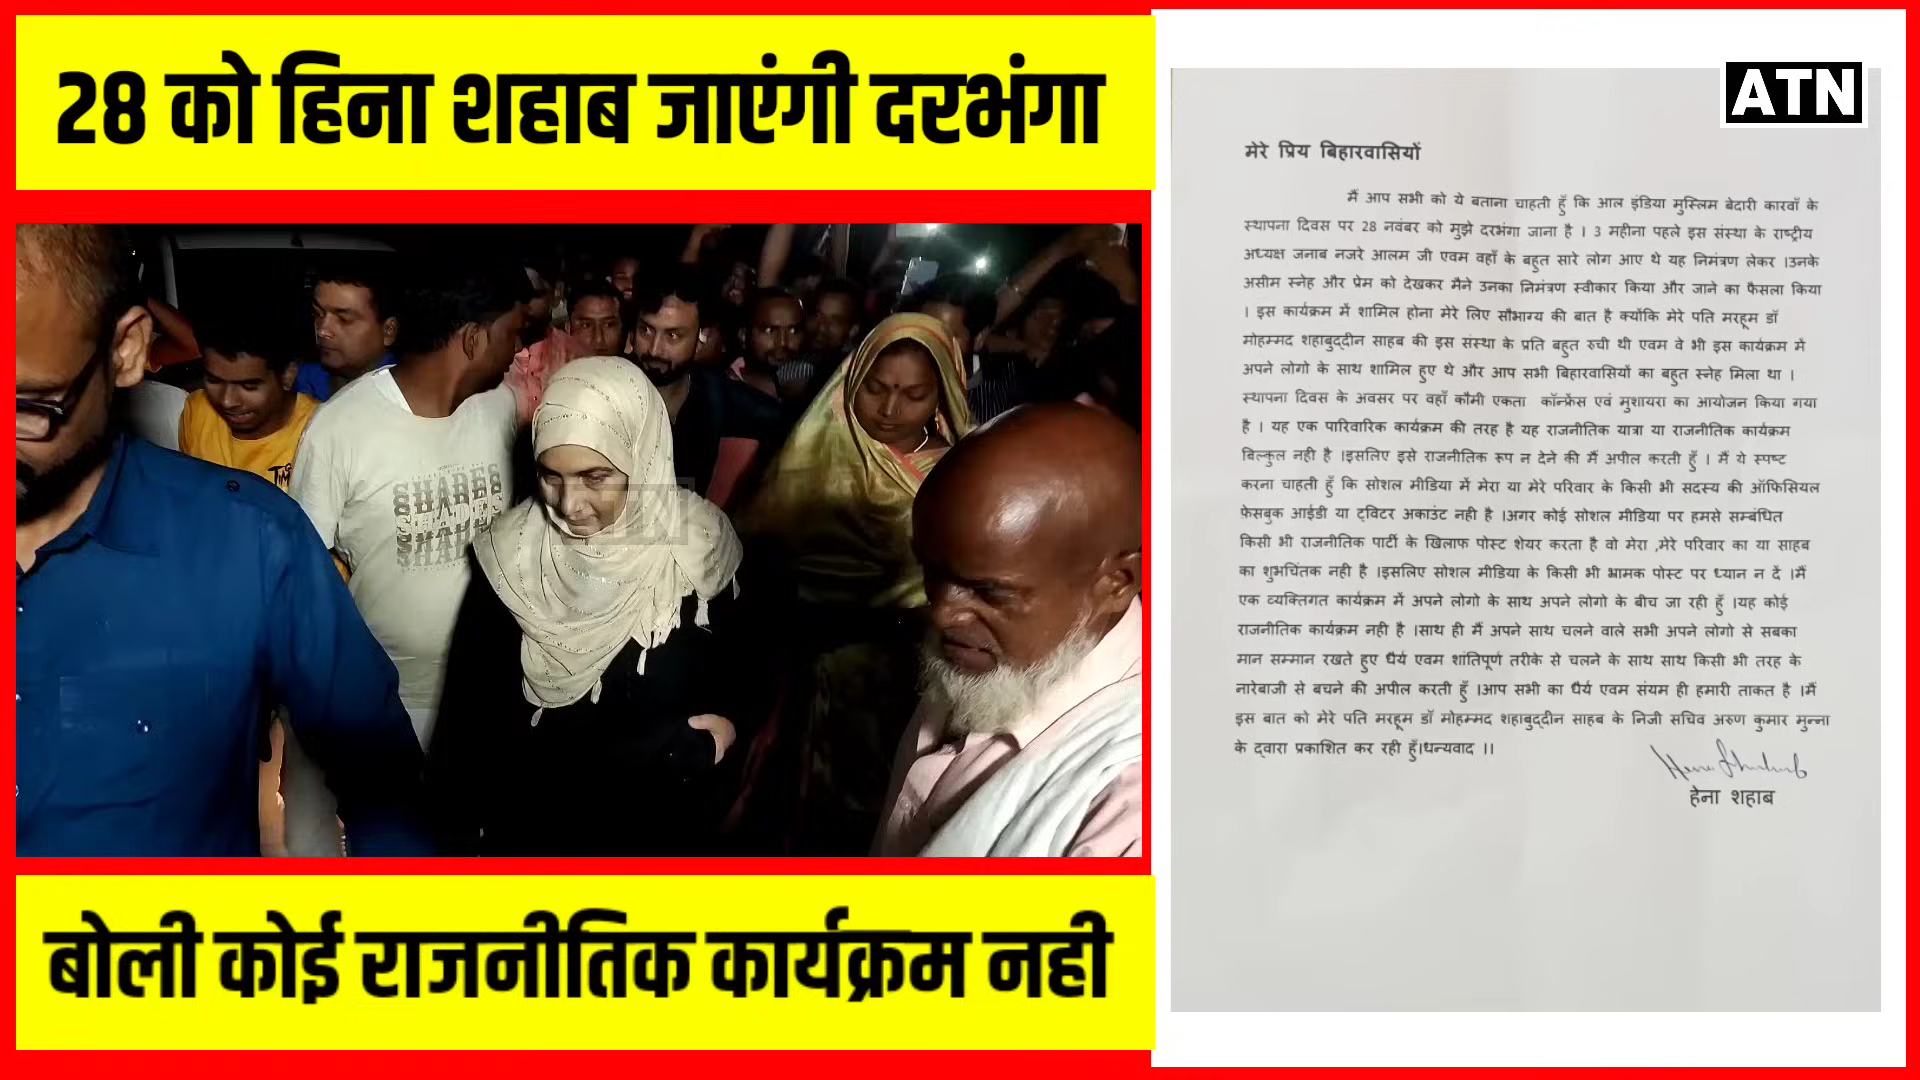 28 को हिना शहाब जाएंगी दरभंगा
ATN
मेरे प्रिय बिहारवासियों
मैं आप सभी को ये बताना चाहती हूँ कि आल इंडिया मुस्लिम बेदारी कारवाँ के
स्थापना दिवस पर 28 नवंबर को मुझे दरभंगा जाना है । 3 महीना पहले इस संस्था के राष्ट्रीय
अध्यक्ष जनाब नजरे आलम जी एवम वहाँ के बहुत सारे लोग आए थे यह निमंत्रण लेकर ।उनके
असीम स्नेह और प्रेम को देखकर मैने उनका निमंत्रण स्वीकार किया और जाने का फैसला किया
। इस कार्यक्रम में शामिल होना मेरे लिए सौभाग्य की बात है क्योंकि मेरे पति मरहूम डॉ
मोहम्मद शहाबुद्दीन साहब की इस संस्था के प्रति बहुत रुची थी एवम वे भी इस कार्यक्रम में
अपने लोगो के साथ शामिल हुए थे और आप सभी बिहारवासियों का बहुत स्नेह मिला था ।
स्थापना दिवस के अवसर पर वहाँ कौमी एकता कॉन्फ्रेंस एवं मुशायरा का आयोजन किया गया
है । यह एक पारिवारिक कार्यक्रम की तरह है यह राजनीतिक यात्रा या राजनीतिक कार्यक्रम
बिल्कुल नही है ।इसलिए इसे राजनीतिक रूप न देने की मैं अपील करती हूँ । मैं ये स्पष्ट
करना चाहती हूँ कि सोशल मीडिया में मेरा या मेरे परिवार के किसी भी सदस्य की ऑफिसियल
फ़ेसबुक आईडी या ट्विटर अकाउंट नही है ।अगर कोई सोशल मीडिया पर हमसे सम्बंधित
किसी भी राजनीतिक पार्टी के खिलाफ पोस्ट शेयर करता है वो मेरा ,मेरे परिवार का या साहब
का शुभचिंतक नही है ।इसलिए सोशल मीडिया के किसी भी भ्रामक पोस्ट पर ध्यान न दें ।मैं
एक व्यक्तिगत कार्यक्रम में अपने लोगो के साथ अपने लोगो के बीच जा रही हूँ ।यह कोई
राजनीतिक कार्यक्रम नही है ।साथ ही मैं अपने साथ चलने वाले सभी अपने लोगो से सबका
मान सम्मान रखते हुए धैर्य एवम शांतिपूर्ण तरीके से चलने के साथ साथ किसी भी तरह के
नारेबाजी से बचने की अपील करती हूँ ।आप सभी का धैर्य एवम संयम ही हमारी ताकत है ।मैं
इस बात को मेरे पति मरहूम डॉ मोहम्मद शहाबुद्दीन साहब के निजी सचिव अरुण कुमार मुन्ना
के द्वारा प्रकाशित कर रही हूँ।धन्यवाद ।।
Hena Shahab
हेना शहाब
SHADES
SHADES
SHADES
ATN
बोली कोई राजनीतिक कार्यक्रम नही